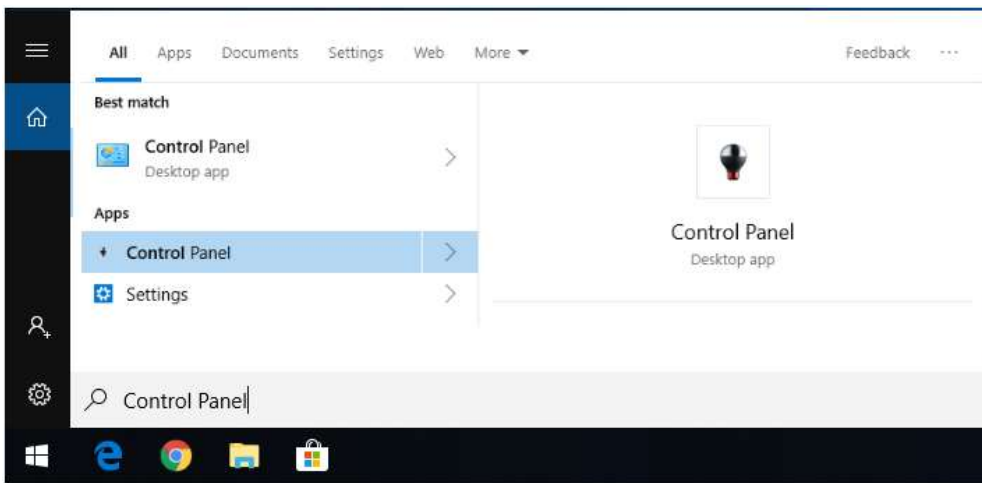 All Apps Documents Settings Web More Feedback ...
Best match
Control Panel
Desktop app
Apps
Control Panel
Settings
Control Panel
Desktop app
Control Panel